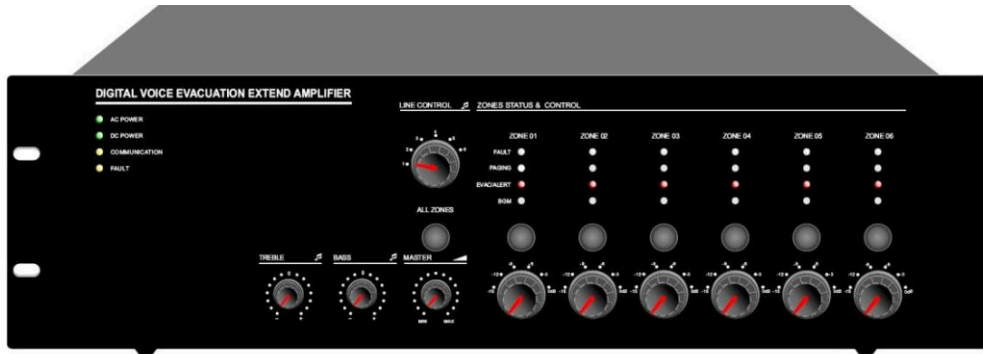 DIGITAL VOICE EVACUATION EXTEND AMPLIFIER
AC POWER
DC POWER
COMMUNICATION
FAULT
LINE CONTROL
ZONES STATUS & CONTROL
ZONE 01 ZONE 02 ZONE 03 ZONE 04 ZONE 05 ZONE 06
FAULT
PAGING
EVAC/ALERT
BGM
ALL ZONES
TREBLE
BASS
MASTER
MIN MAX